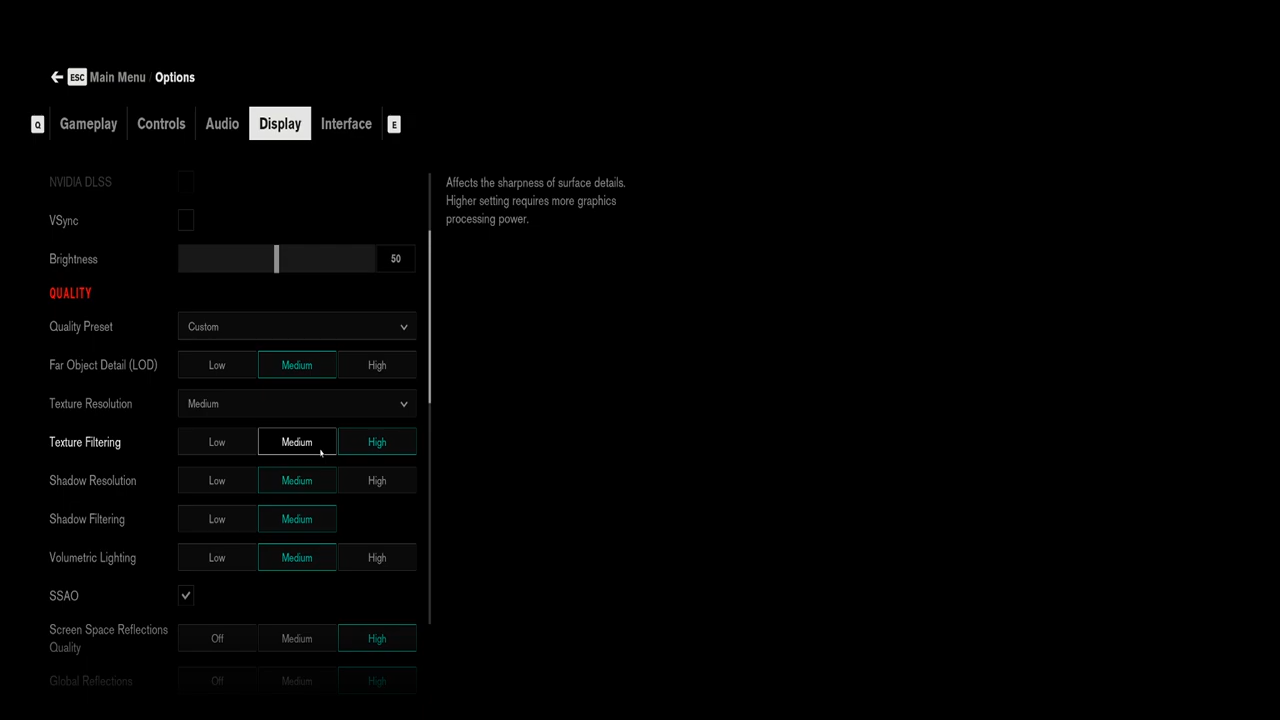 ESC Main Menu / Options
Q Gameplay Controls Audio Display Interface E
NVIDIA DLSS
VSync
Brightness 50
QUALITY
Quality Preset Custom
Far Object Detail (LOD) Low Medium High
Texture Resolution Medium
Texture Filtering Low Medium High
Shadow Resolution Low Medium High
Shadow Filtering Low Medium
Volumetric Lighting Low Medium High
SSAO
Screen Space Reflections
Quality
Off Medium High
Global Reflections Off Medium High
Affects the sharpness of surface details.
Higher setting requires more graphics
processing power.